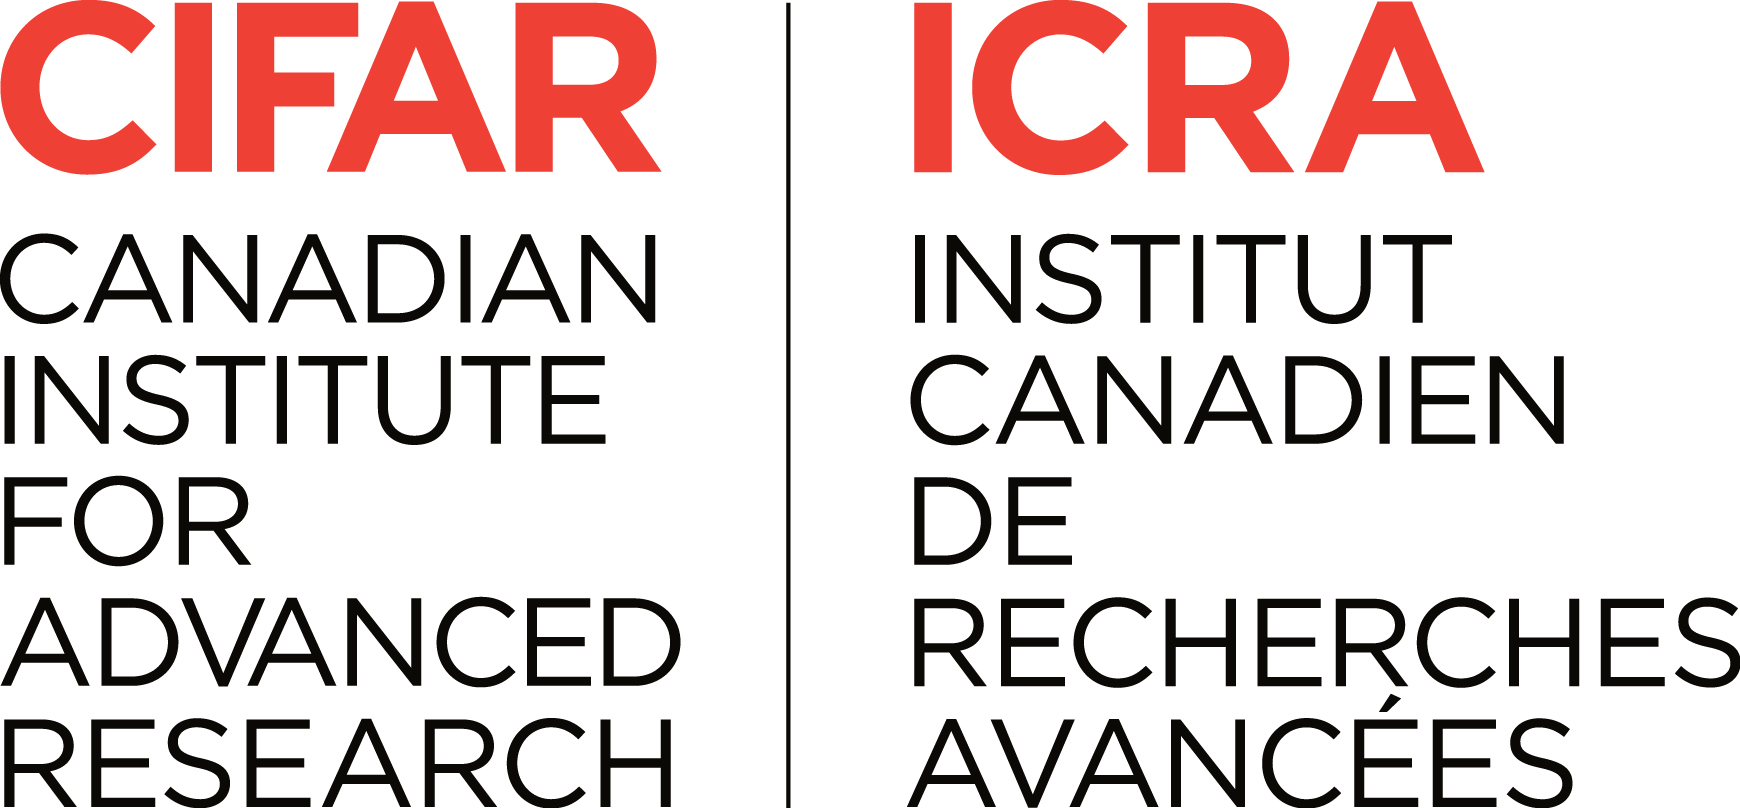 CIFAR
CANADIAN
INSTITUTE
FOR
ADVANCED
RESEARCH
ICRA
INSTITUT
CANADIEN
DE
RECHERCHES
AVANCÉES